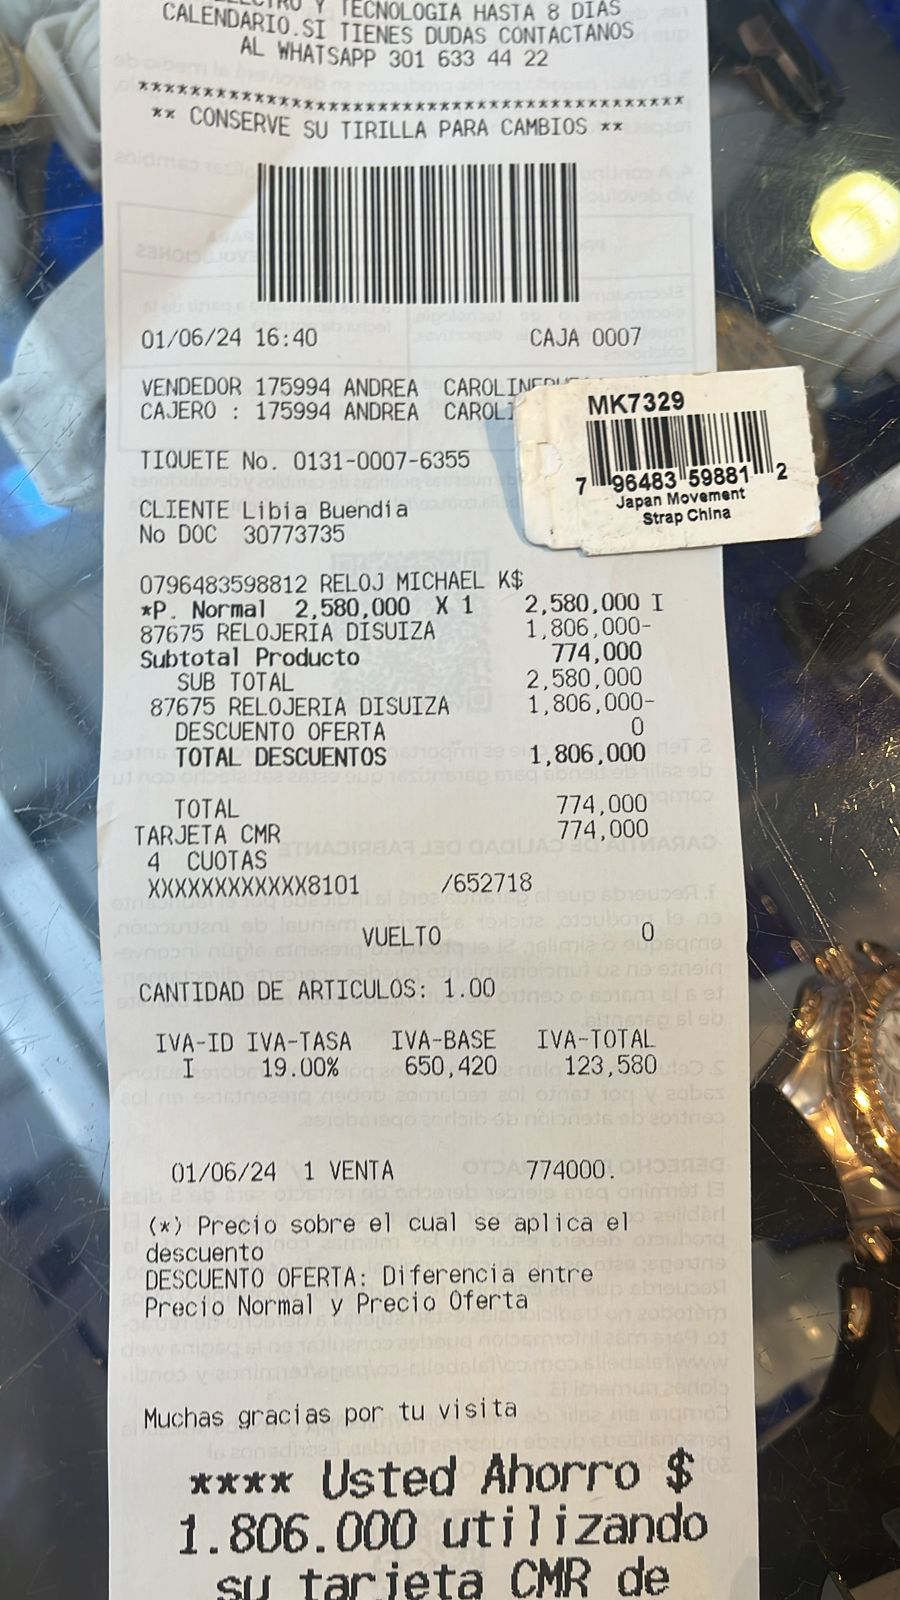 Y TECNOLOGIA HASTA 8 DIAS
CALENDARIO.SI TIENES DUDAS CONTACTANOS
AL WHATSAPP 301 633 44 22
******************************************
** CONSERVE SU TIRILLA PARA CAMBIOS **
01/06/24 16:40 CAJA 0007
VENDEDOR 175994 ANDREA
CAJERO : 175994 ANDREA
MK7329
7 96483 59881 2
Japan Movement
Strap China
TIQUETE No. 0131-0007-6355
CLIENTE Libia Buendia
No DOC 30773735
0796483598812 RELOJ MICHAEL K$
*P. Normal 2,580,000 X 1 2,580,000 I
87675 RELOJERIA DISUIZA 1,806,000-
Subtotal Producto 774,000
SUB TOTAL 2,580,000
87675 RELOJERIA DISUIZA 1,806,000-
DESCUENTO OFERTA 0
TOTAL DESCUENTOS 1,806,000
TOTAL 774,000
TARJETA CMR 774,000
4 CUOTAS
XXXXXXXXXXXX8101 /652718
VUELTO 0
CANTIDAD DE ARTICULOS: 1.00
IVA-ID IVA-TASA IVA-BASE IVA-TOTAL
I 19.00% 650,420 123,580
01/06/24 1 VENTA 774000.
(*) Precio sobre el cual se aplica el
descuento
DESCUENTO OFERTA: Diferencia entre
Precio Normal y Precio Oferta
Muchas gracias por tu visita
**** Usted Ahorro $
1.806.000 utilizando
su tarjeta CMR de